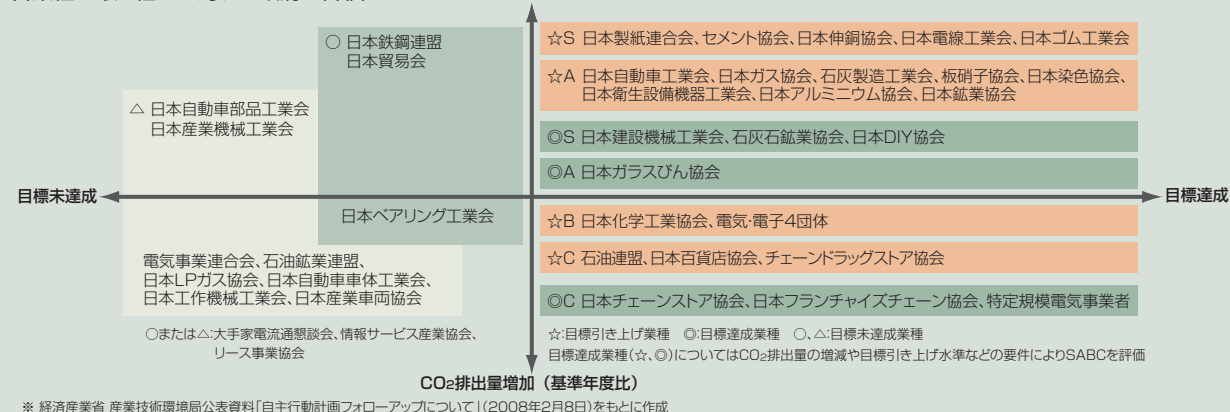 ○ 日本鉄鋼連盟
日本貿易会
△ 日本自動車部品工業会
日本産業機械工業会
☆S 日本製紙連合会、セメント協会、日本伸銅協会、日本電線工業会、日本ゴム工業会
☆A 日本自動車工業会、日本ガス協会、石灰製造工業会、板硝子協会、日本染色協会、
日本衛生設備機器工業会、日本アルミニウム協会、日本鉱業協会
◎S 日本建設機械工業会、石灰石鉱業協会、日本DIY協会
◎A 日本ガラスびん協会
目標未達成
目標達成
日本ベアリング工業会
☆B 日本化学工業協会、電気・電子4団体
電気事業連合会、石油鉱業連盟、
日本LPガス協会、日本自動車車体工業会、
日本工作機械工業会、日本産業車両協会
☆C 石油連盟、日本百貨店協会、チェーンドラッグストア協会
◎C 日本チェーンストア協会、日本フランチャイズチェーン協会、特定規模電気事業者
○または△:大手家電流通懇談会、情報サービス産業協会、
リース事業協会
☆:目標引き上げ業種 ◎:目標達成業種 ○、△:目標未達成業種
目標達成業種(☆、◎)についてはCO2排出量の増減や目標引き上げ水準などの要件によりSABCを評価
CO2排出量増加(基準年度比)
※ 経済産業省 産業技術環境局公表資料「自主行動計画フォローアップについて」(2008年2月8日)をもとに作成